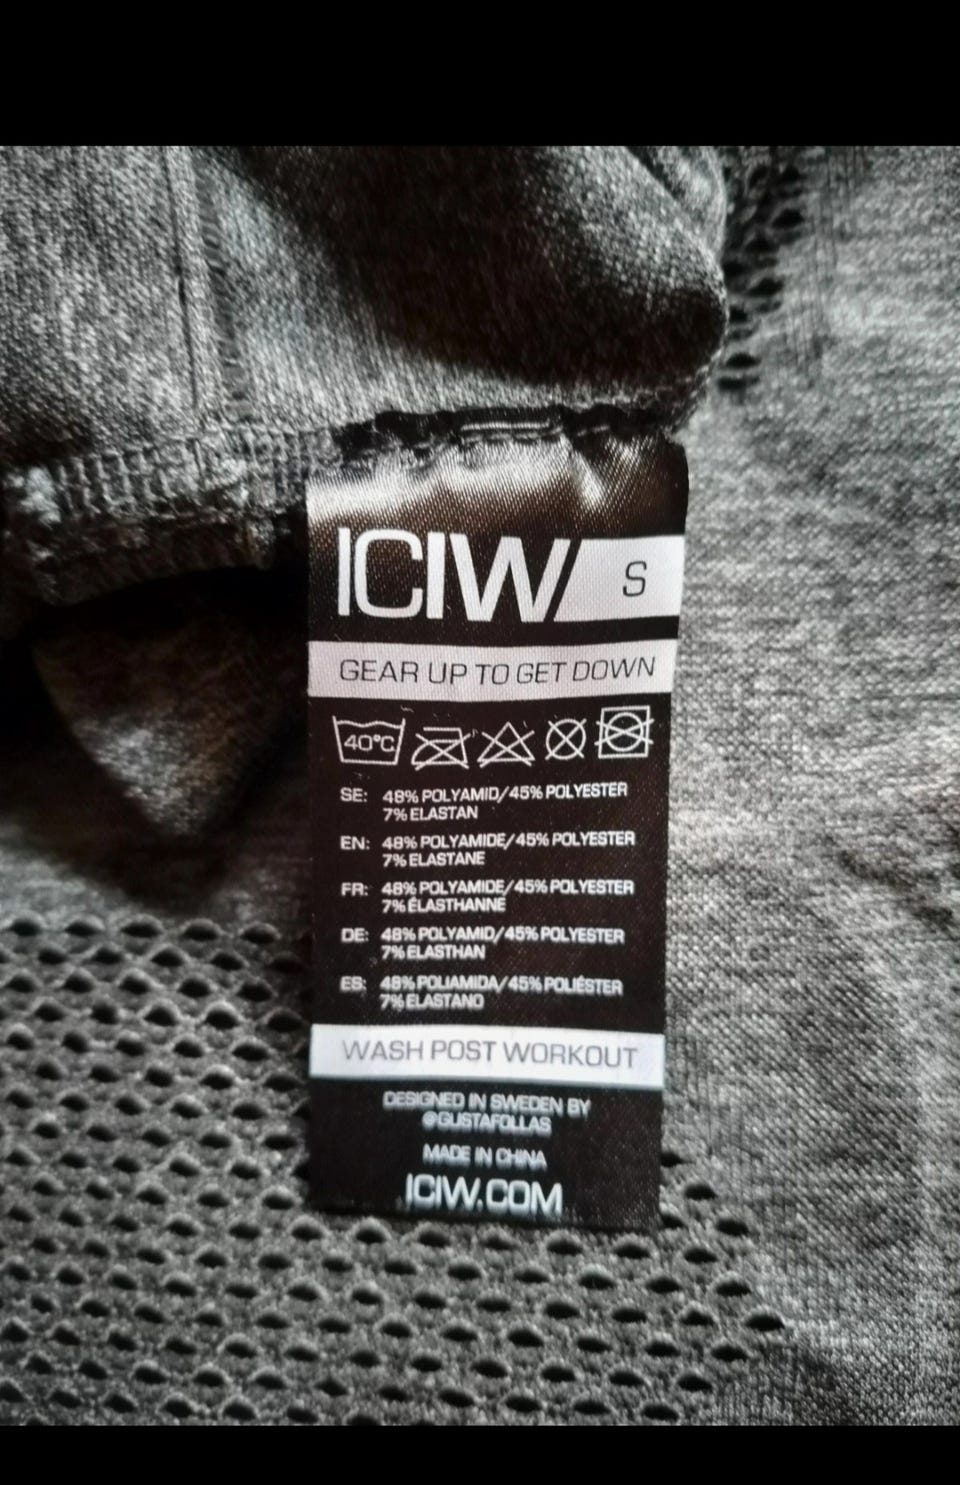 ICIW/ S
GEAR UP TO GET DOWN
40°C
SE: 48% POLYAMID/45% POLYESTER
7% ELASTAN
EN: 48% POLYAMIDE/45% POLYESTER
7% ELASTANE
FR: 48% POLYAMIDE/45% POLYESTER
7% ÉLASTHANNE
DE: 48% POLYAMID/45% POLYESTER
7% ELASTHAN
ES: 48% POLIAMIDA/45% POLIÉSTER
7% ELASTANO
WASH POST WORKOUT
DESIGNED IN SWEDEN BY
@GUSTAFOLLAS
MADE IN CHINA
ICIW.COM